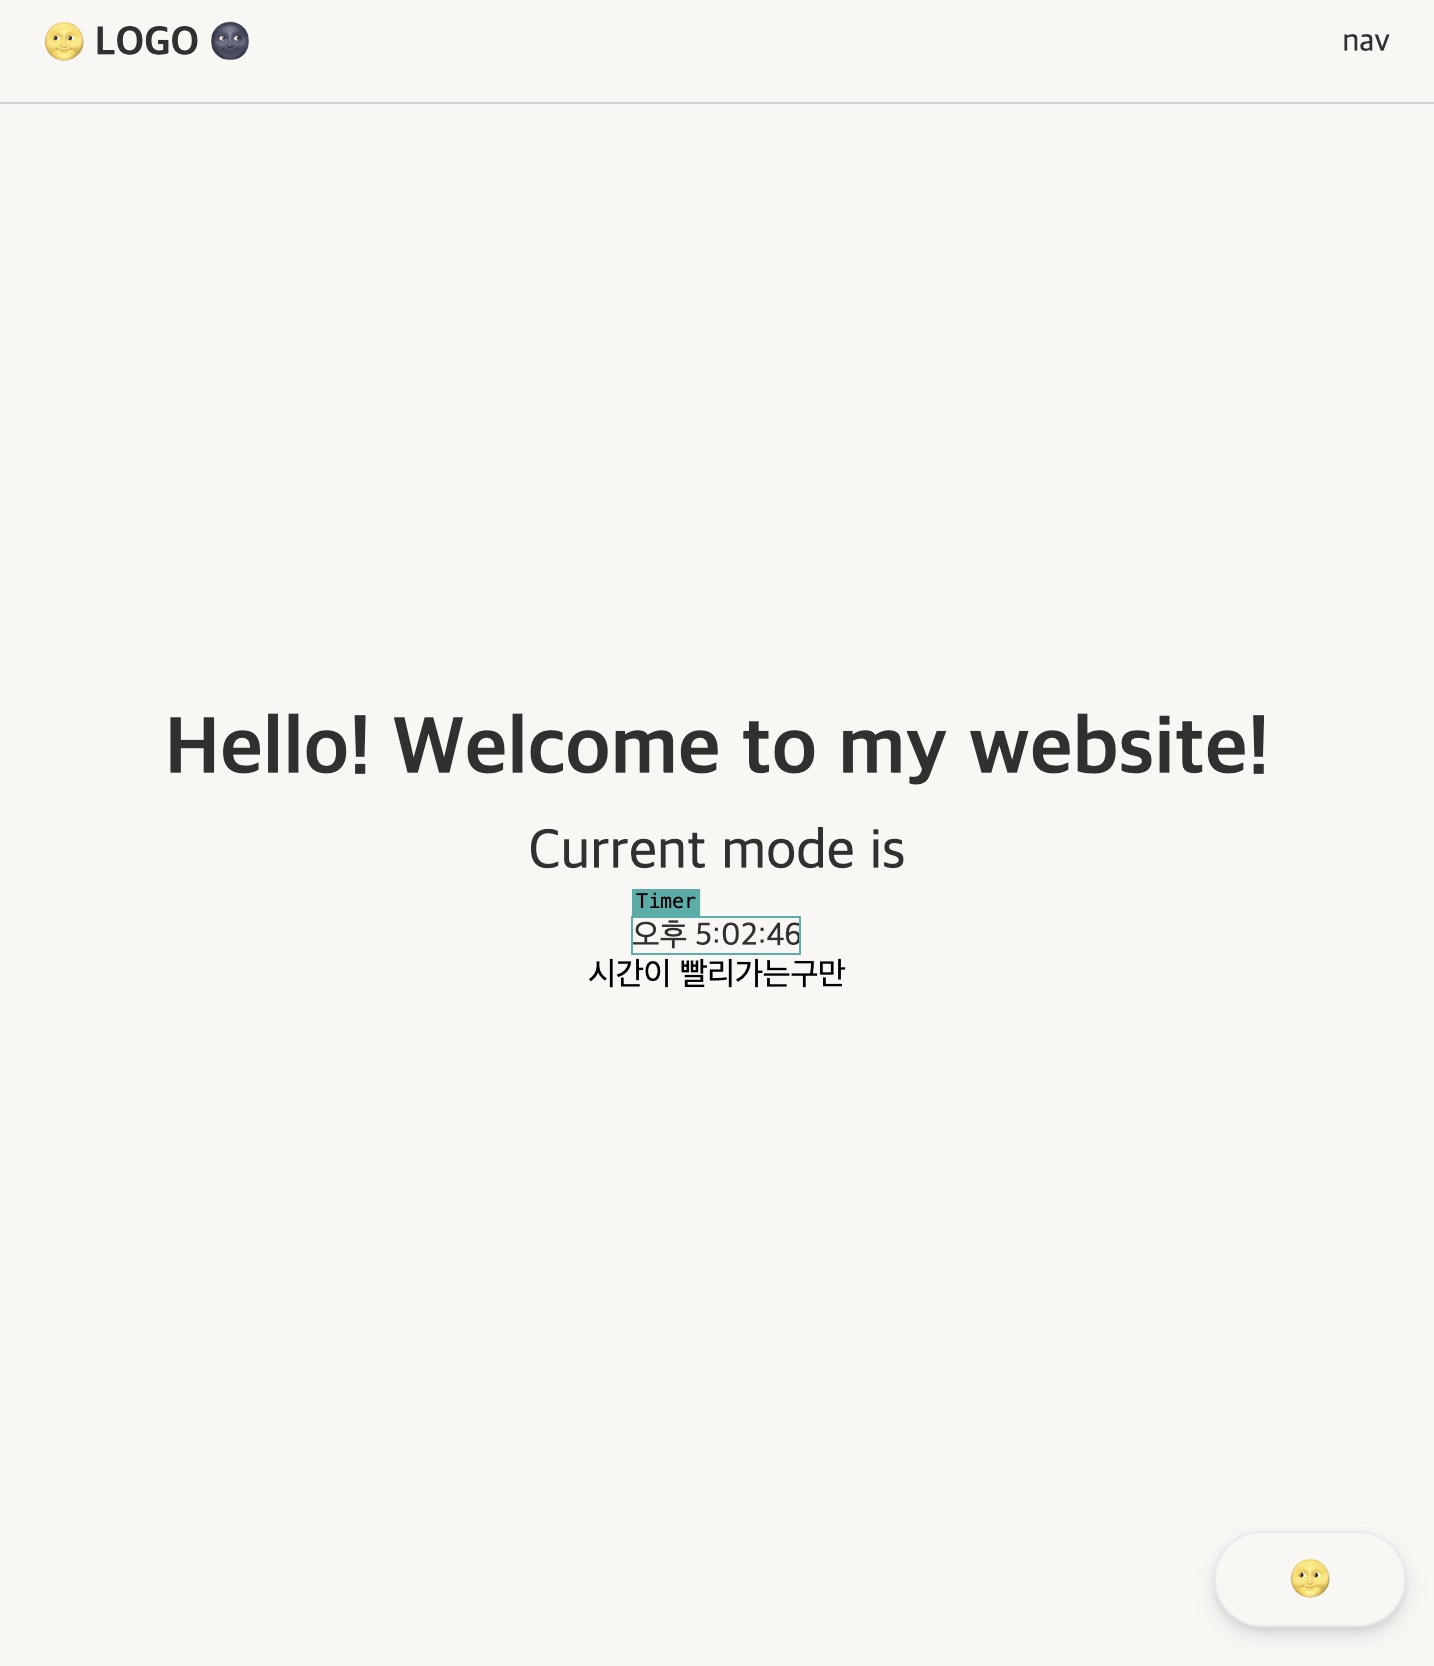 🌝 LOGO 🌚
nav
Hello! Welcome to my website!
Current mode is
Timer
오후 5:02:46
시간이 빨리가는구만
🌝